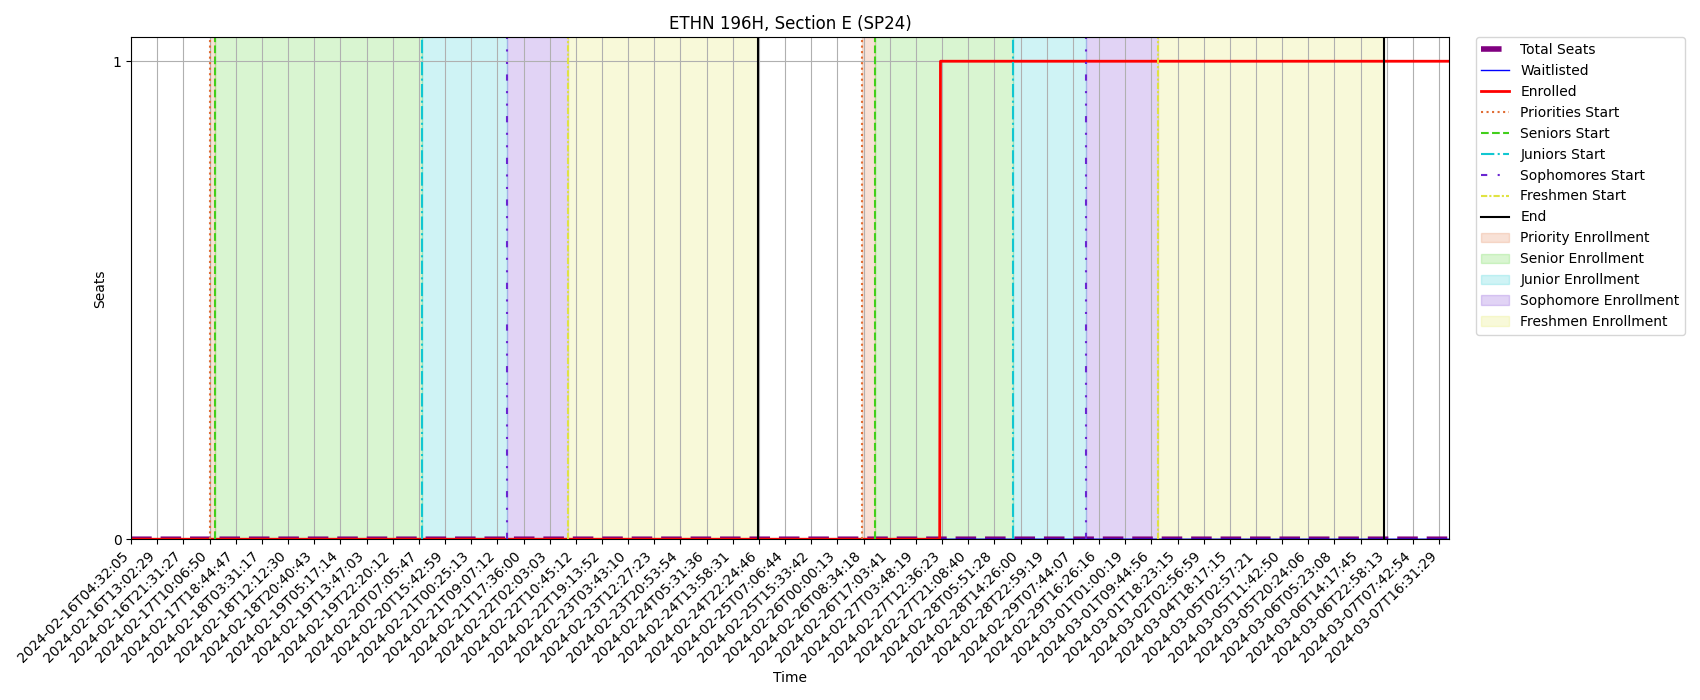 ETHN 196H, Section E (SP24)
1
0
Seats
2024-02-16T04:32:05
2024-02-16T13:02:29
2024-02-16T21:31:27
2024-02-17T10:06:50
2024-02-17T18:44:47
2024-02-18T03:31:17
2024-02-18T12:12:30
2024-02-18T20:40:43
2024-02-19T05:17:14
2024-02-19T13:47:03
2024-02-19T22:20:12
2024-02-20T07:05:47
2024-02-20T15:42:59
2024-02-21T00:25:13
2024-02-21T09:07:12
2024-02-21T17:36:00
2024-02-22T02:03:03
2024-02-22T10:45:12
2024-02-22T19:13:52
2024-02-23T03:43:10
2024-02-23T12:27:23
2024-02-23T20:53:54
2024-02-24T05:31:36
2024-02-24T13:58:31
2024-02-24T22:24:46
2024-02-25T07:06:44
2024-02-25T15:33:42
2024-02-26T00:00:13
2024-02-26T08:34:18
2024-02-26T17:03:41
2024-02-27T03:48:19
2024-02-27T12:36:23
2024-02-27T21:08:40
2024-02-28T05:51:28
2024-02-28T14:26:00
2024-02-28T22:59:19
2024-02-29T07:44:07
2024-02-29T16:26:16
2024-03-01T01:00:19
2024-03-01T09:44:56
2024-03-01T18:23:15
2024-03-02T02:56:59
2024-03-04T18:17:15
2024-03-05T02:57:21
2024-03-05T11:42:50
2024-03-05T20:24:06
2024-03-06T05:23:08
2024-03-06T14:17:45
2024-03-06T22:58:13
2024-03-07T07:42:54
2024-03-07T16:31:29
Time
Total Seats
Waitlisted
Enrolled
Priorities Start
Seniors Start
Juniors Start
Sophomores Start
Freshmen Start
End
Priority Enrollment
Senior Enrollment
Junior Enrollment
Sophomore Enrollment
Freshmen Enrollment